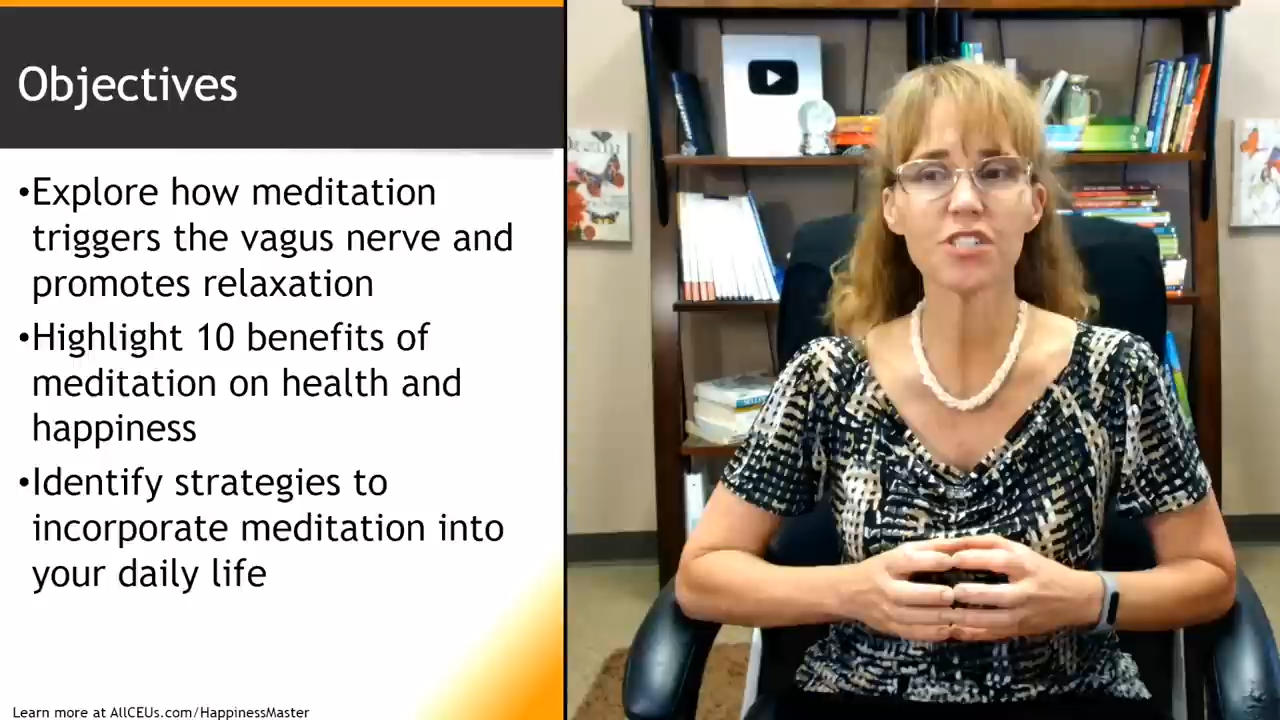 Objectives
•Explore how meditation
triggers the vagus nerve and
promotes relaxation
•Highlight 10 benefits of
meditation on health and
happiness
•Identify strategies to
incorporate meditation into
your daily life
Learn more at AllCEUs.com/HappinessMaster